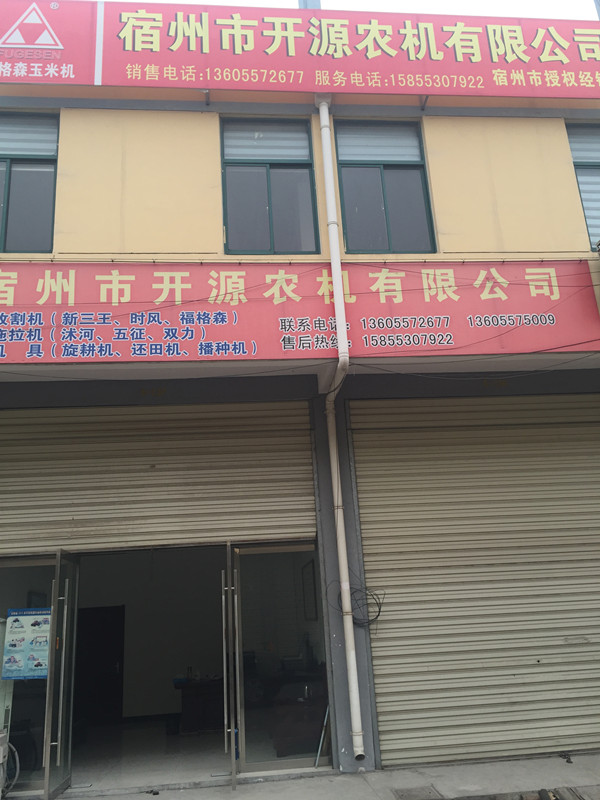 宿州市开源农机有限公司
FUGESEN
格森玉米机
销售电话:13605572677 服务电话:15855307922 宿州市授权经
宿州市开源农机有限公司
收割机（新三王、时风、福格森）
拖拉机（沭河、五征、双力）
机 具（旋耕机、还田机、播种机）
联系电话: 13605572677 13605575009
售后热线: 15855307922